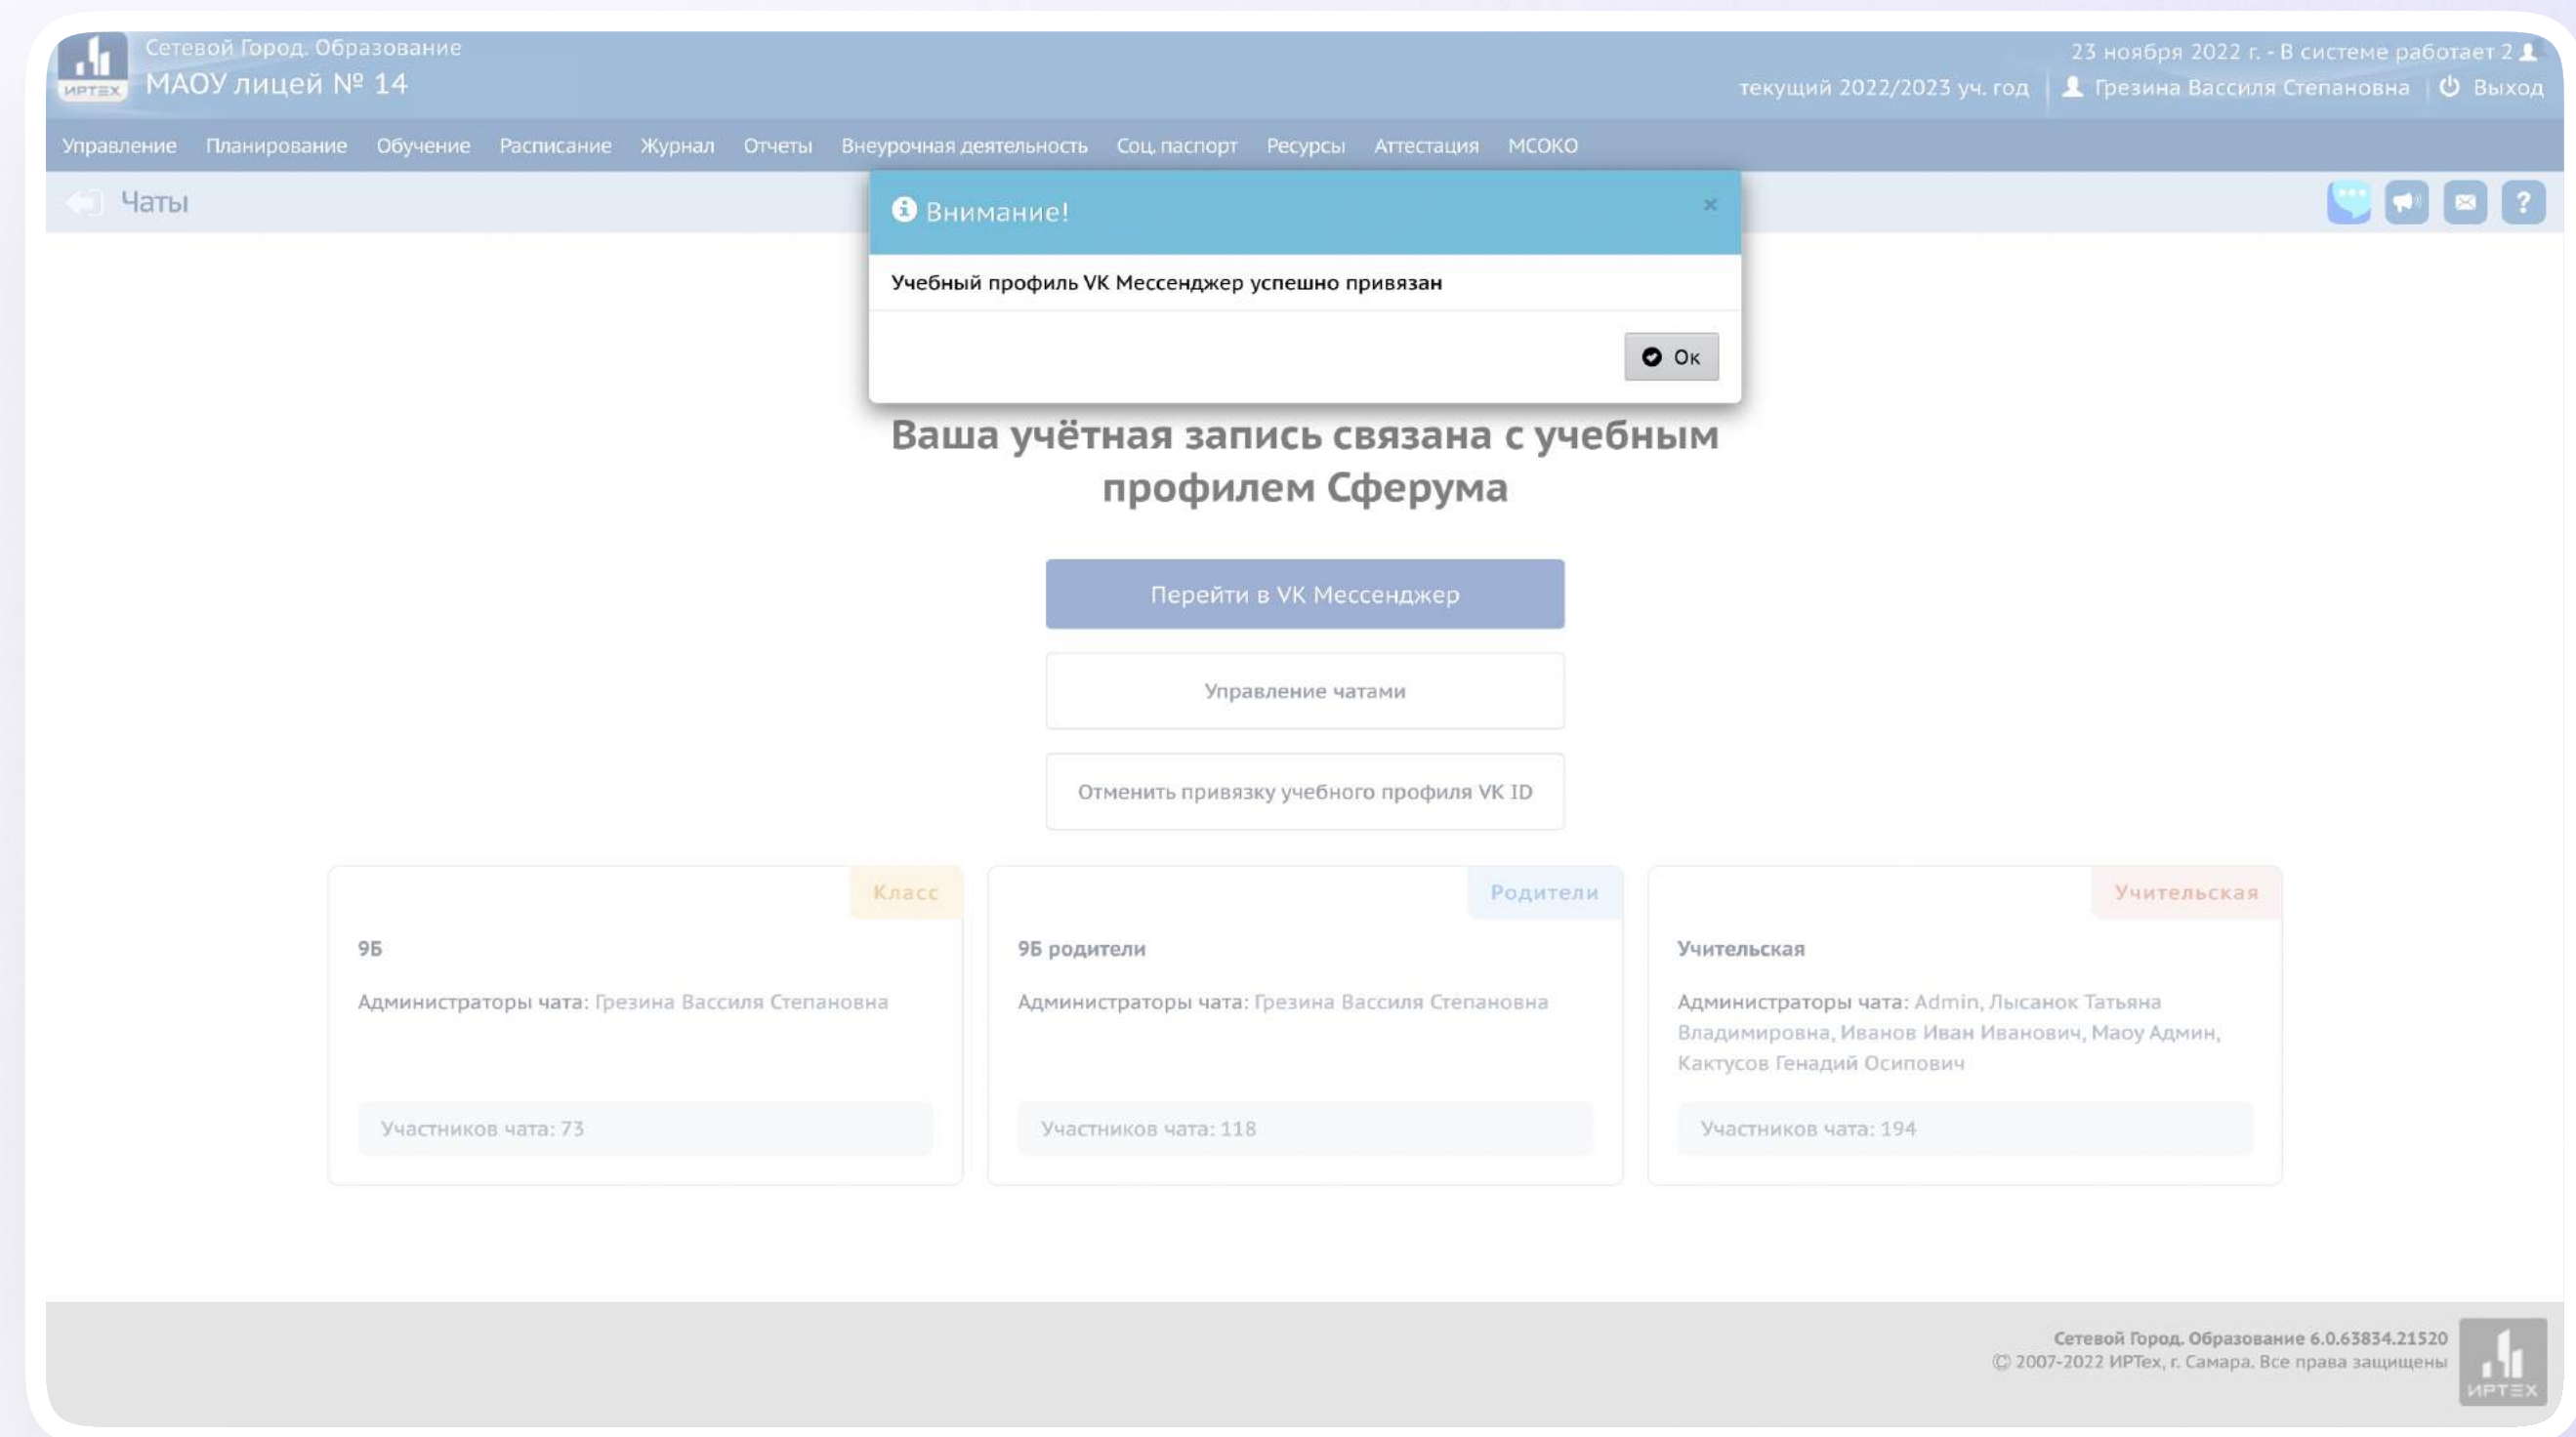 Сетевой Город. Образование
МАОУ лицей № 14
ИРТЕХ
23 ноября 2022 г. - В системе работает 2
текущий 2022/2023 уч. год Грезина Вассиля Степановна Выход
Управление Планирование Обучение Расписание Журнал Отчеты Внеурочная деятельность Соц. паспорт Ресурсы Аттестация МСОКО
Чаты
?
Внимание! ×
Учебный профиль VK Мессенджер успешно привязан
Ок
Ваша учётная запись связана с учебным
профилем Сферума
Перейти в VK Мессенджер
Управление чатами
Отменить привязку учебного профиля VK ID
Класс
9Б
Администраторы чата: Грезина Вассиля Степановна
Участников чата: 73
Родители
9Б родители
Администраторы чата: Грезина Вассиля Степановна
Участников чата: 118
Учительская
Учительская
Администраторы чата: Admin, Лысанок Татьяна
Владимировна, Иванов Иван Иванович, Маоу Админ,
Кактусов Генадий Осипович
Участников чата: 194
Сетевой Город. Образование 6.0.63834.21520
© 2007-2022 ИРТех, г. Самара. Все права защищены
ИРТЕХ